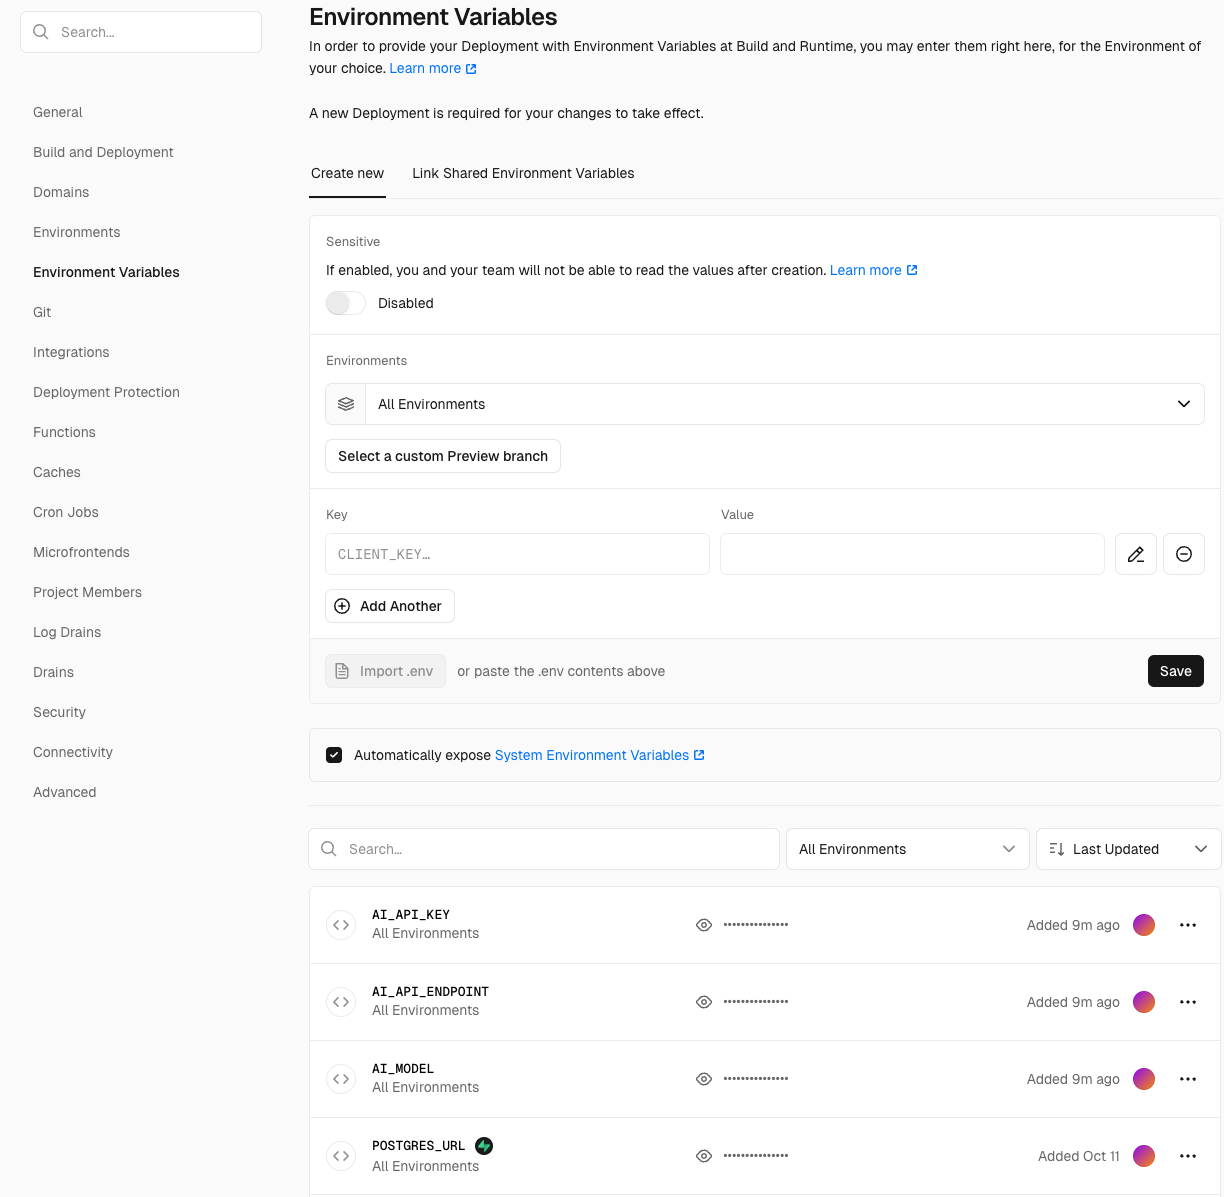 Search...
General
Build and Deployment
Domains
Environments
Environment Variables
Git
Integrations
Deployment Protection
Functions
Caches
Cron Jobs
Microfrontends
Project Members
Log Drains
Drains
Security
Connectivity
Advanced
Environment Variables
In order to provide your Deployment with Environment Variables at Build and Runtime, you may enter them right here, for the Environment of
your choice. Learn more
A new Deployment is required for your changes to take effect.
Create new Link Shared Environment Variables
Sensitive
If enabled, you and your team will not be able to read the values after creation. Learn more
Disabled
Environments
All Environments
Select a custom Preview branch
Key Value
CLIENT_KEY...
Add Another
Import .env or paste the .env contents above Save
Automatically expose System Environment Variables
Search... All Environments Last Updated
AI_API_KEY
All Environments
•••••••••••••••
Added 9m ago
AI_API_ENDPOINT
All Environments
•••••••••••••••
Added 9m ago
AI_MODEL
All Environments
•••••••••••••••
Added 9m ago
POSTGRES_URL
All Environments
•••••••••••••••
Added Oct 11